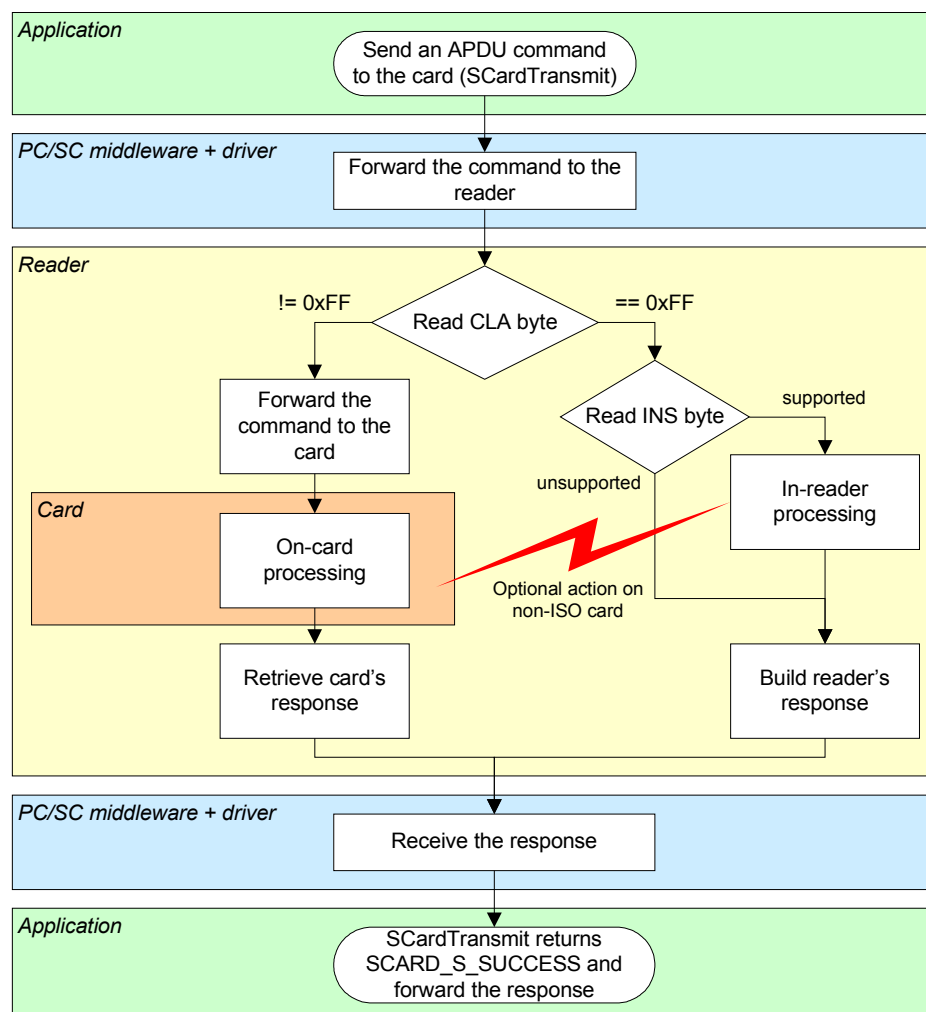 Application
Send an APDU command
to the card (SCardTransmit)
PC/SC middleware + driver
Forward the command to the
reader
Reader
!= 0xFF
== 0xFF
Read CLA byte
Forward the
command to the
card
Read INS byte
supported
unsupported
In-reader
processing
Card
On-card
processing
Optional action on
non-ISO card
Retrieve card's
response
Build reader's
response
PC/SC middleware + driver
Receive the response
Application
SCardTransmit returns
SCARD_S_SUCCESS and
forward the response